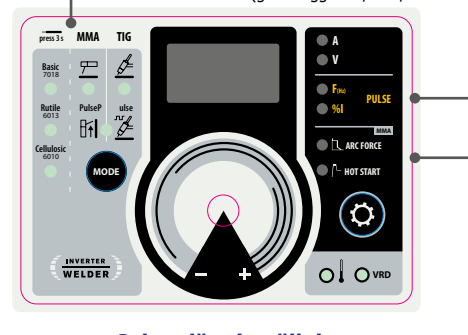 press 3 s MMA TIG
Basic
7018
Rutile
6013
PulseP ulse
Cellulosic
6010
MODE
INVERTER
WELDER
A
V
F(Hz)
%I
PULSE
MMA
ARC FORCE
HOT START
VRD
− +